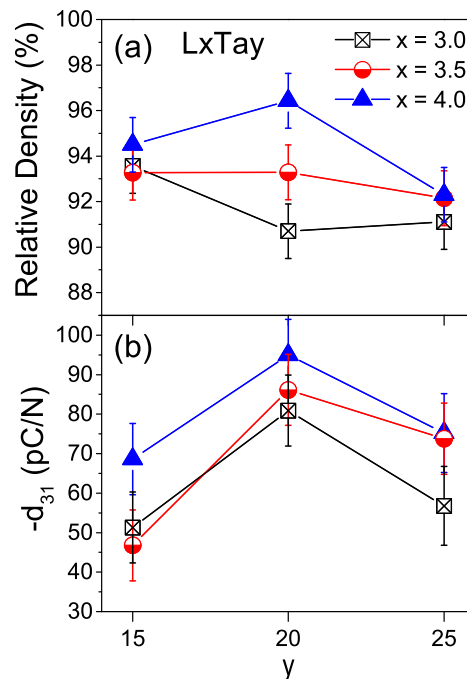 Relative Density (%)
100
98
96
94
92
90
88
(a) LxTay
x = 3.0
x = 3.5
x = 4.0
-d31 (pC/N)
100
90
80
70
60
50
40
30
(b)
15 20 25
y